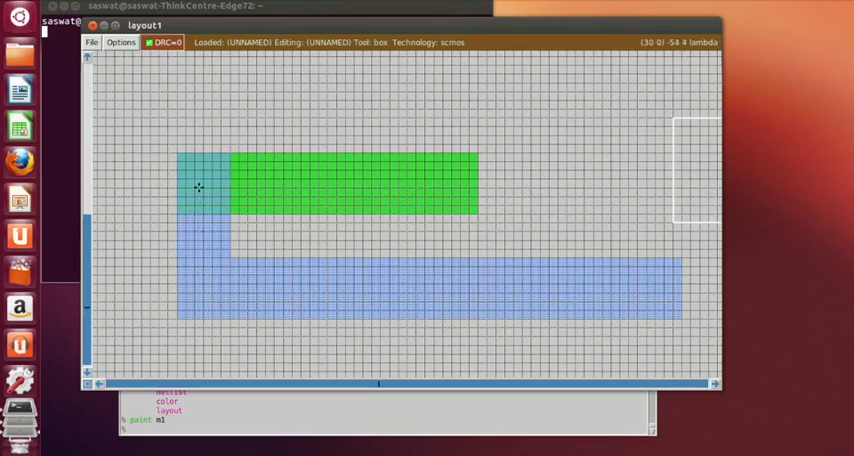 saswat@saswat-ThinkCentre-Edge72: ~
saswat@
layout1
File Options DRC=0 Loaded: (UNNAMED) Editing: (UNNAMED) Tool: box Technology: scmos (30 0) -54 4 lambda
netlist
color
layout
% paint m1
%